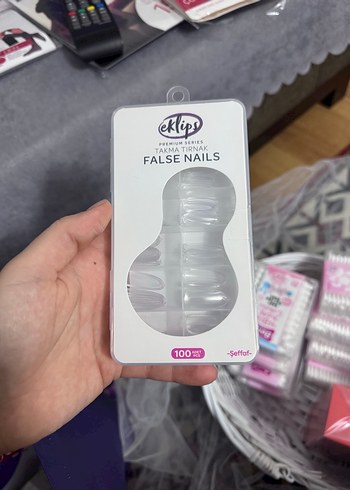 eklips
PREMIUM SERIES
TAKMA TIRNAK
FALSE NAILS
100
-Şeffaf-